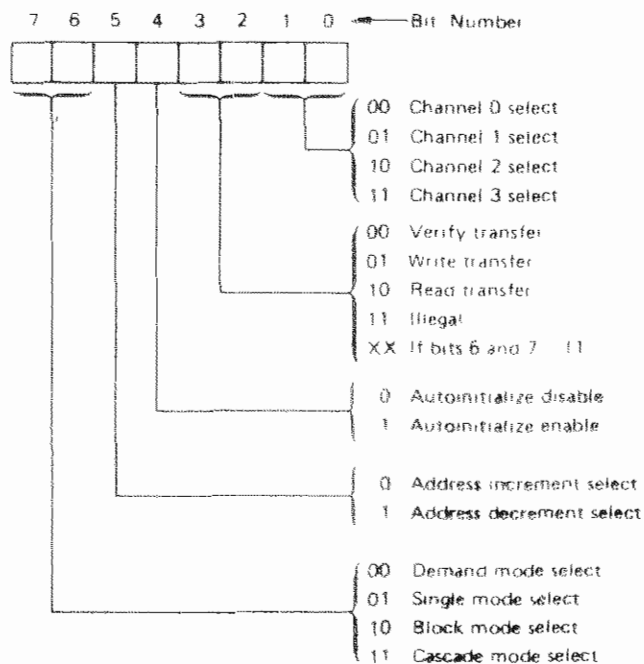 7 6 5 4 3 2 1 0 Bit Number
00 Channel 0 select
01 Channel 1 select
10 Channel 2 select
11 Channel 3 select
00 Verify transfer
01 Write transfer
10 Read transfer
11 Illegal
XX If bits 6 and 7 11
0 Autoinitialize disable
1 Autoinitialize enable
0 Address increment select
1 Address decrement select
00 Demand mode select
01 Single mode select
10 Block mode select
11 Cascade mode select